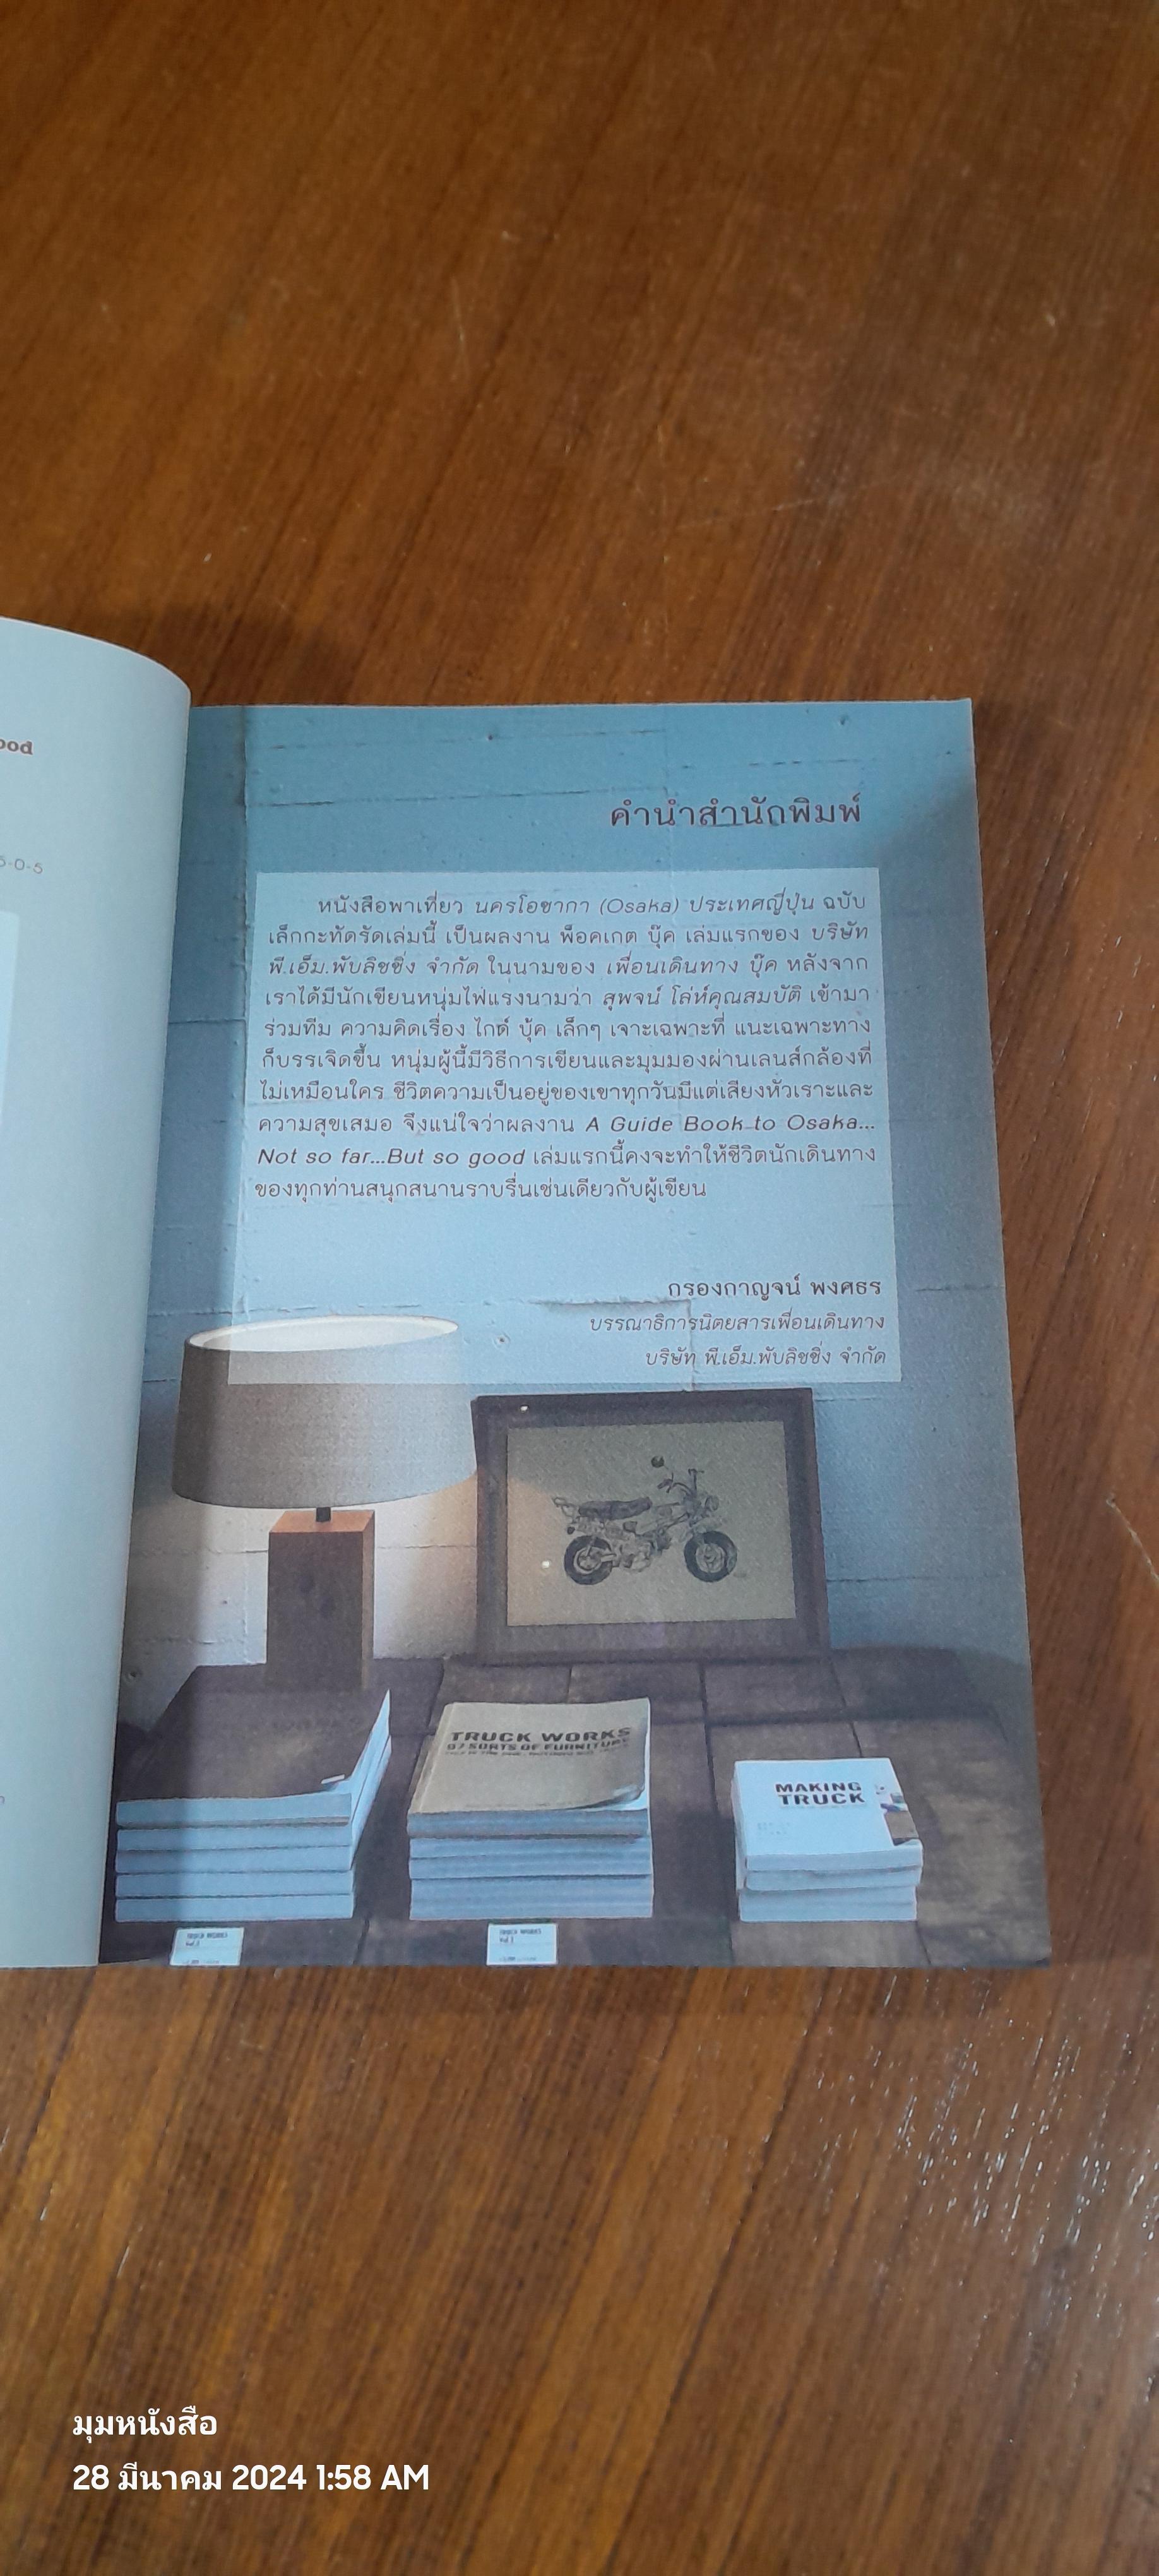 ood
5-0-5
คำนำสำนักพิมพ์
หนังสือพาเที่ยว นครโอซากา (Osaka) ประเทศญี่ปุ่น ฉบับ
เล็กกะทัดรัดเล่มนี้ เป็นผลงาน พ็อคเกต บุ๊ค เล่มแรกของ บริษัท
พี.เอ็ม.พับลิชชิ่ง จำกัด ในนามของ เพื่อนเดินทาง บุ๊ค หลังจาก
เราได้มีนักเขียนหนุ่มไฟแรงนามว่า สุพจน์ โล่ห์คุณสมบัติ เข้ามา
ร่วมทีม ความคิดเรื่อง ไกด์ บุ้ค เล็กๆ เจาะเฉพาะที่ แนะเฉพาะทาง
ก็บรรเจิดขึ้น หนุ่มผู้นี้มีวิธีการเขียนและมุมมองผ่านเลนส์กล้องที่
ไม่เหมือนใคร ชีวิตความเป็นอยู่ของเขาทุกวันมีแต่เสียงหัวเราะและ
ความสุขเสมอ จึงแน่ใจว่าผลงาน A Guide Book to Osaka...
Not so far...But so good เล่มแรกนี้คงจะทำให้ชีวิตนักเดินทาง
ของทุกท่านสนุกสนานราบรื่นเช่นเดียวกับผู้เขียน
กรองกาญจน์ พงศธร
บรรณาธิการนิตยสารเพื่อนเดินทาง
บริษัท พี.เอ็ม.พับลิชชิ่ง จำกัด
TRUCK WORKS
97 SORTS OF FURNITURE
MAKING
TRUCK
มุมหนังสือ
28 มีนาคม 2024 1:58 AM